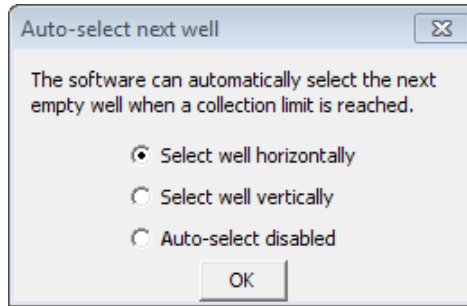 Auto-select next well
The software can automatically select the next
empty well when a collection limit is reached.
Select well horizontally
Select well vertically
Auto-select disabled
OK